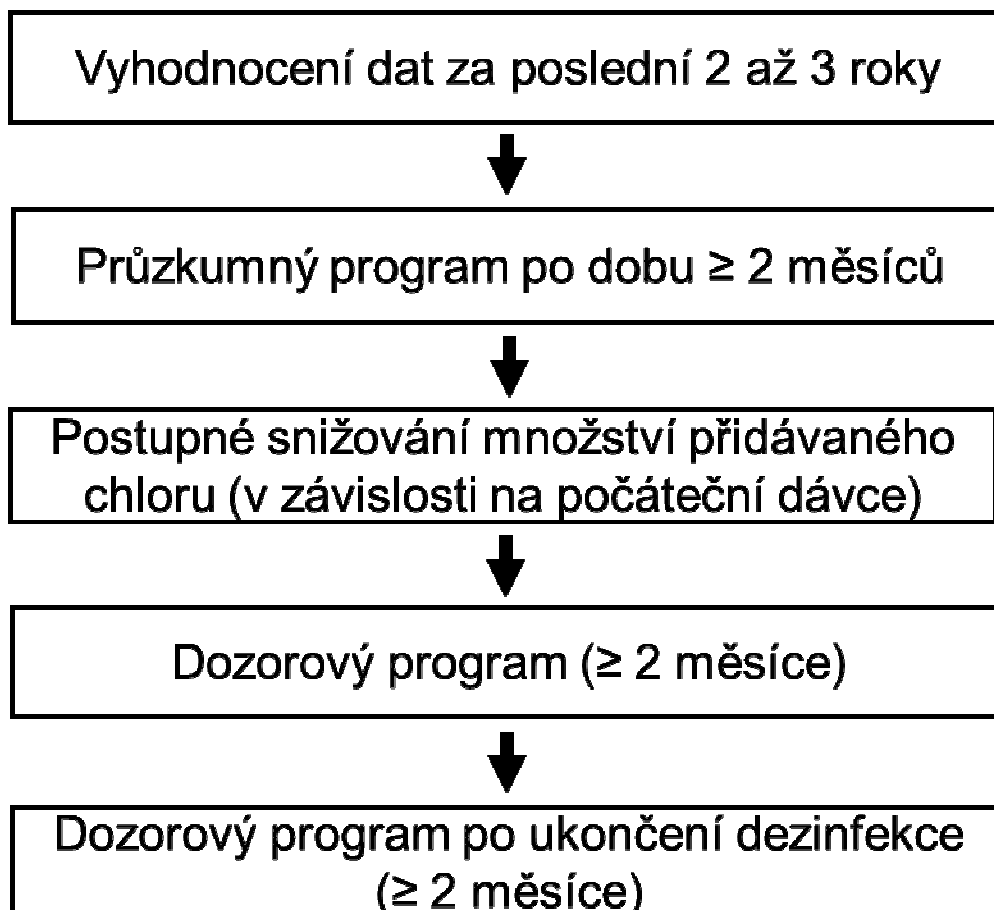 Vyhodnocení dat za poslední 2 až 3 roky
Průzkumný program po dobu ≥ 2 měsíců
Postupné snižování množství přidávaného
chloru (v závislosti na počáteční dávce)
Dozorový program (≥ 2 měsíce)
Dozorový program po ukončení dezinfekce
(≥ 2 měsíce)